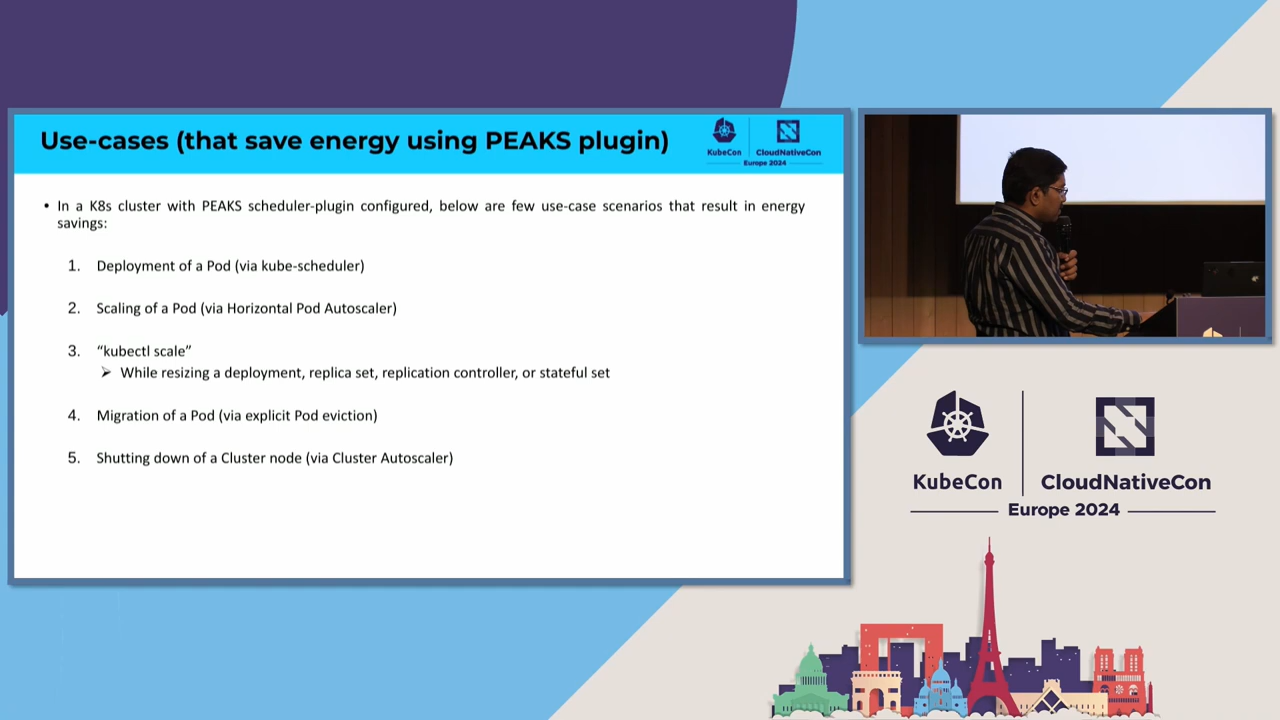 Use-cases (that save energy using PEAKS plugin)
KubeCon
CloudNativeCon
Europe 2024
• In a K8s cluster with PEAKS scheduler-plugin configured, below are few use-case scenarios that result in energy
savings:
1. Deployment of a Pod (via kube-scheduler)
2. Scaling of a Pod (via Horizontal Pod Autoscaler)
3. “kubectl scale”
➢ While resizing a deployment, replica set, replication controller, or stateful set
4. Migration of a Pod (via explicit Pod eviction)
5. Shutting down of a Cluster node (via Cluster Autoscaler)
KubeCon
CloudNativeCon
Europe 2024